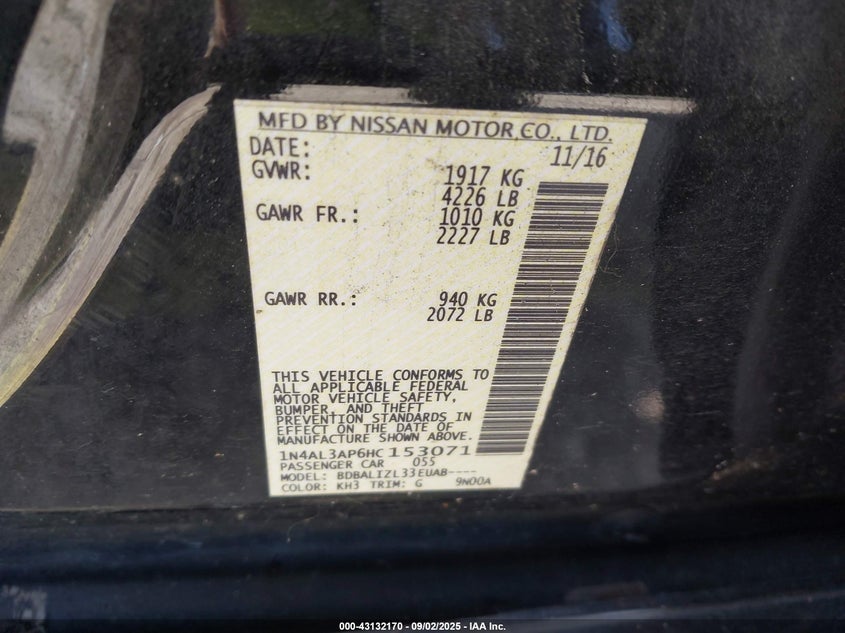 MFD BY NISSAN MOTOR CO., LTD.
DATE: 11/16
GVWR: 1917 KG
4226 LB
GAWR FR.: 1010 KG
2227 LB
GAWR RR.: 940 KG
2072 LB
THIS VEHICLE CONFORMS TO
ALL APPLICABLE FEDERAL
MOTOR VEHICLE SAFETY,
BUMPER, AND THEFT
PREVENTION STANDARDS IN
EFFECT ON THE DATE OF
MANUFACTURE SHOWN ABOVE.
1N4AL3AP6HC153071
PASSENGER CAR 055
MODEL: BDBALIZL33EUAB----
COLOR: KH3 TRIM: G 9N00A
000-43132170 - 09/02/2025 - IAA Inc.